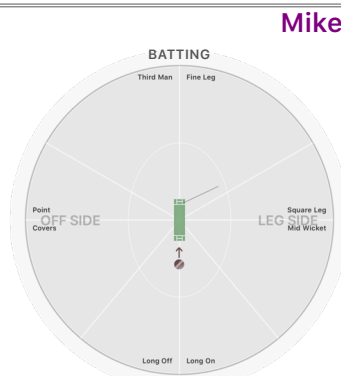 Mike
BATTING
Third Man Fine Leg
Point Square Leg
OFF SIDE LEG SIDE
Covers Mid Wicket
Long Off Long On